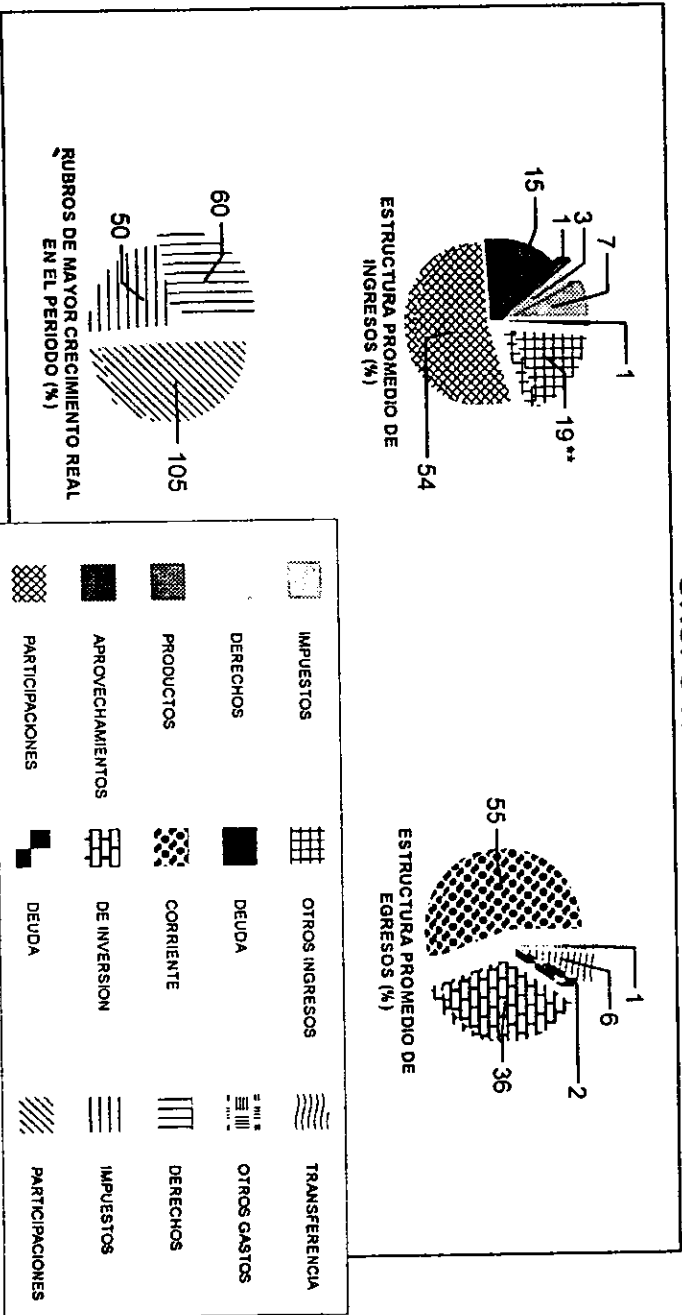 7
3
1
15
1
19**
54
ESTRUCTURA PROMEDIO DE
INGRESOS (%)
55
1
6
2
36
ESTRUCTURA PROMEDIO DE
EGRESOS (%)
60
50
105
RUBROS DE MAYOR CRECIMIENTO REAL
EN EL PERIODO (%)
IMPUESTOS
DERECHOS
PRODUCTOS
APROVECHAMIENTOS
PARTICIPACIONES
OTROS INGRESOS
DEUDA
CORRIENTE
DE INVERSION
DEUDA
TRANSFERENCIA
OTROS GASTOS
DERECHOS
IMPUESTOS
PARTICIPACIONES